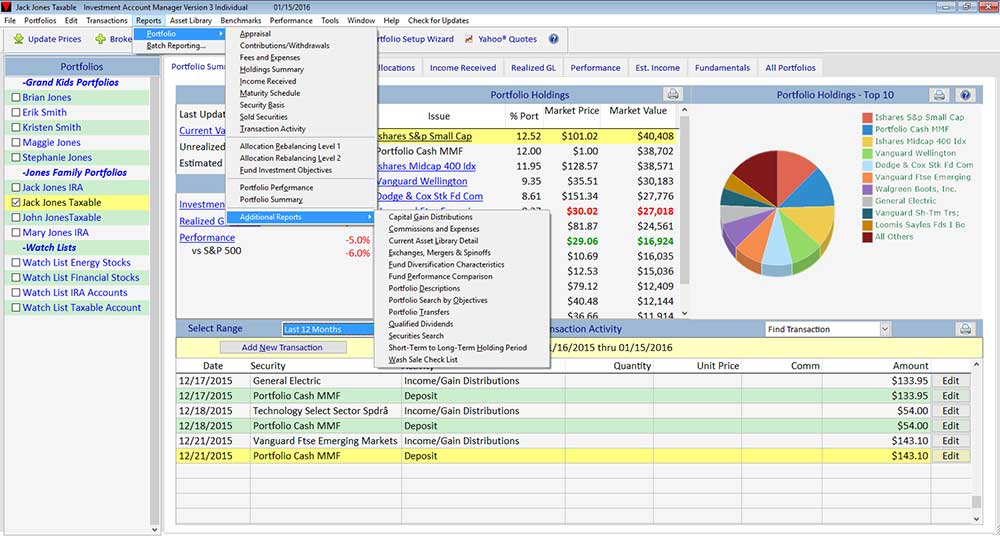 Jack Jones Taxable Investment Account Manager Version 3 Individual 01/15/2016
File Portfolios Edit Transactions Reports Asset Library Benchmarks Performance Tools Window Help Check for Updates
Update Prices
Portfolio
Batch Reporting...
Appraisal
Contributions/Withdrawals
Fees and Expenses
Holdings Summary
Income Received
Maturity Schedule
Security Basis
Sold Securities
Transaction Activity
Allocation Rebalancing Level 1
Allocation Rebalancing Level 2
Fund Investment Objectives
Portfolio Performance
Portfolio Summary
Additional Reports
Capital Gain Distributions
Commissions and Expenses
Current Asset Library Detail
Exchanges, Mergers & Spinoffs
Fund Diversification Characteristics
Fund Performance Comparison
Portfolio Descriptions
Portfolio Search by Objectives
Portfolio Transfers
Qualified Dividends
Securities Search
Short-Term to Long-Term Holding Period
Wash Sale Check List
rtfolio Setup Wizard Yahoo® Quotes
Portfolios
-Grand Kids Portfolios
Brian Jones
Erik Smith
Kristen Smith
Maggie Jones
Stephanie Jones
-Jones Family Portfolios
Jack Jones IRA
Jack Jones Taxable
John JonesTaxable
Mary Jones IRA
-Watch Lists
Watch List Energy Stocks
Watch List Financial Stocks
Watch List IRA Accounts
Watch List Taxable Account
Portfolio Sum
llocations Income Received Realized GL Performance Est. Income Fundamentals All Portfolios
Last Updat
Current Va
Unrealized
Estimated
Investmen
Realized G
Performance -5.0%
vs S&P 500 -6.0%
Portfolio Holdings
Issue % Port Market Price Market Value
shares S&p Small Cap 12.52 $101.02 $40,408
Portfolio Cash MMF 12.00 $1.00 $38,702
shares Midcap 400 Idx 11.95 $128.57 $38,571
Vanguard Wellington 9.35 $35.51 $30,183
Dodge & Cox Stk Fd Com 8.61 $151.34 $27,776
$30.02 $27,018
$81.87 $24,561
$29.06 $16,924
$10.69 $16,035
$12.53 $15,036
$79.12 $12,409
$40.48 $12,144
$36.66 $11,914
Portfolio Holdings - Top 10
Ishares S&p Small Cap
Portfolio Cash MMF
Ishares Midcap 400 Idx
Vanguard Wellington
Dodge & Cox Stk Fd Com
Vanguard Ftse Emerging
Walgreen Boots, Inc.
General Electric
Vanguard Sh-Tm Trs;
Loomis Sayles Fds I Bo
All Others
Select Range Last 12 Months
nsaction Activity Find Transaction
Add New Transaction
/16/2015 thru 01/15/2016
Date Security Quantity Unit Price Comm Amount
12/17/2015 General Electric Income/Gain Distributions $133.95 Edit
12/17/2015 Portfolio Cash MMF Deposit $133.95 Edit
12/18/2015 Technology Select Sector Spdrâ Income/Gain Distributions $54.00 Edit
12/18/2015 Portfolio Cash MMF Deposit $54.00 Edit
12/21/2015 Vanguard Ftse Emerging Markets Income/Gain Distributions $143.10 Edit
12/21/2015 Portfolio Cash MMF Deposit $143.10 Edit